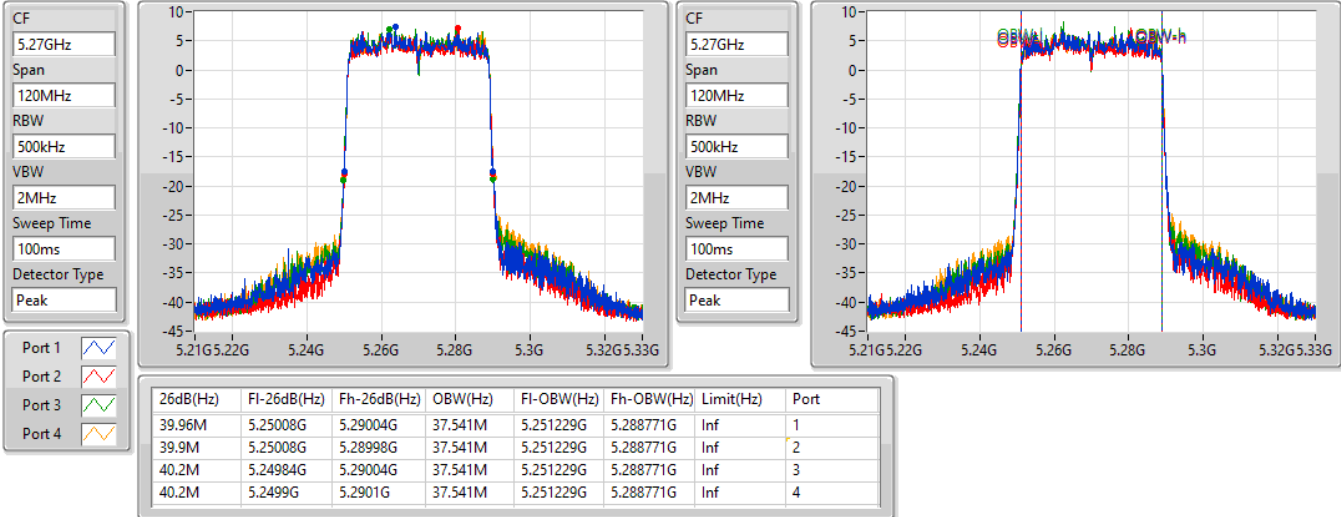 CF
5.27GHz
Span
120MHz
RBW
500kHz
VBW
2MHz
Sweep Time
100ms
Detector Type
Peak
10-
5-
0-
-5-
-10-
-15-
-20-
-25-
-30-
-35-
-40-
-45-
5.21G 5.22G 5.24G 5.26G 5.28G 5.3G 5.32G 5.33G
CF
5.27GHz
Span
120MHz
RBW
500kHz
VBW
2MHz
Sweep Time
100ms
Detector Type
Peak
10-
5-
0-
-5-
-10-
-15-
-20-
-25-
-30-
-35-
-40-
-45-
OBW-h
5.21G 5.22G 5.24G 5.26G 5.28G 5.3G 5.32G 5.33G
Port 1
Port 2
Port 3
Port 4
26dB(Hz) Fl-26dB(Hz) Fh-26dB(Hz) OBW(Hz) Fl-OBW(Hz) Fh-OBW(Hz) Limit(Hz) Port
39.96M 5.25008G 5.29004G 37.541M 5.251229G 5.288771G Inf 1
39.9M 5.25008G 5.28998G 37.541M 5.251229G 5.288771G Inf 2
40.2M 5.24984G 5.29004G 37.541M 5.251229G 5.288771G Inf 3
40.2M 5.2499G 5.2901G 37.541M 5.251229G 5.288771G Inf 4